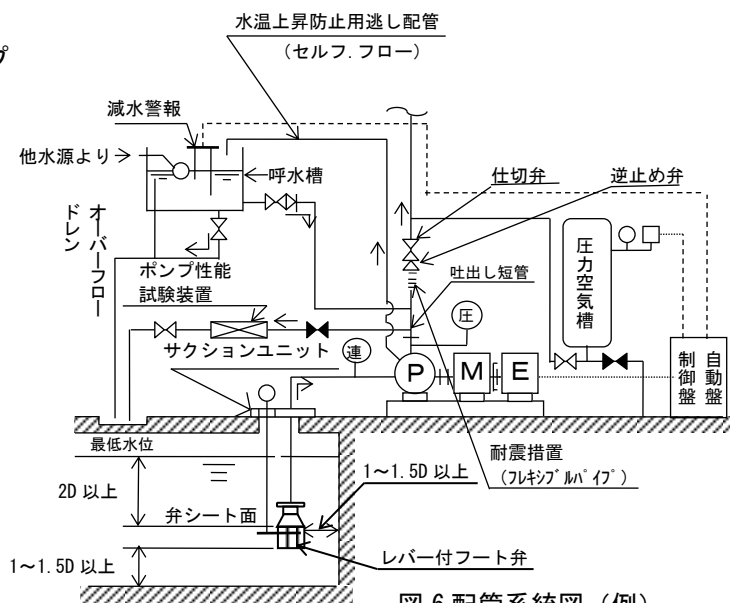 水温上昇防止用逃し配管
(セルフ.フロー)
プ
減水警報
他水源より
呼水槽
仕切弁
逆止め弁
オーバーフロー
ドレン
圧力空気槽
ポンプ性能
試験装置
吐出し短管
圧
サクションユニット
連
P
M
E
制御盤
自動盤
最低水位
耐震措置
(フレキシブルパイプ)
1~1.5D 以上
2D 以上
弁シート面
レバー付フート弁
1~1.5D 以上
図 6 配管系統図(例)